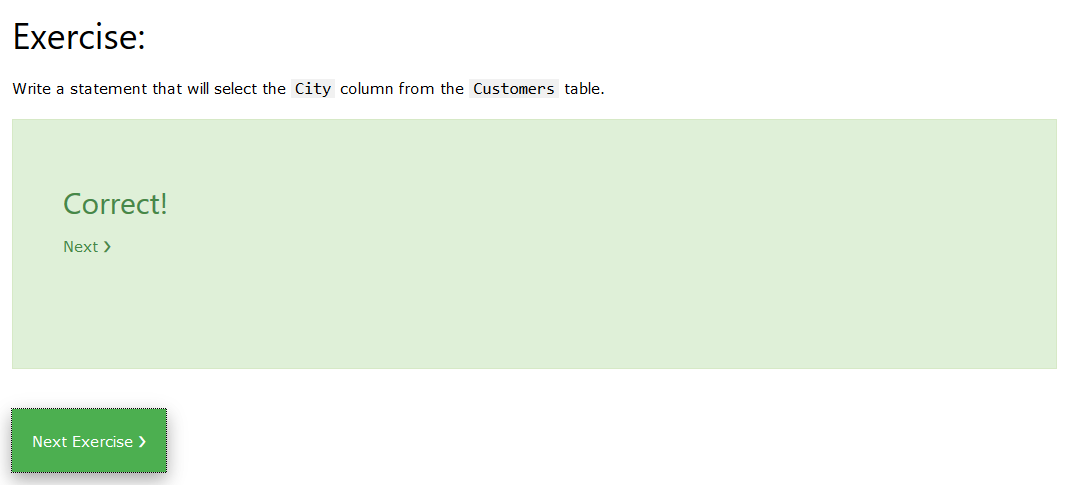 Exercise:
Write a statement that will select the City column from the Customers table.
Correct!
Next ❯
Next Exercise ❯